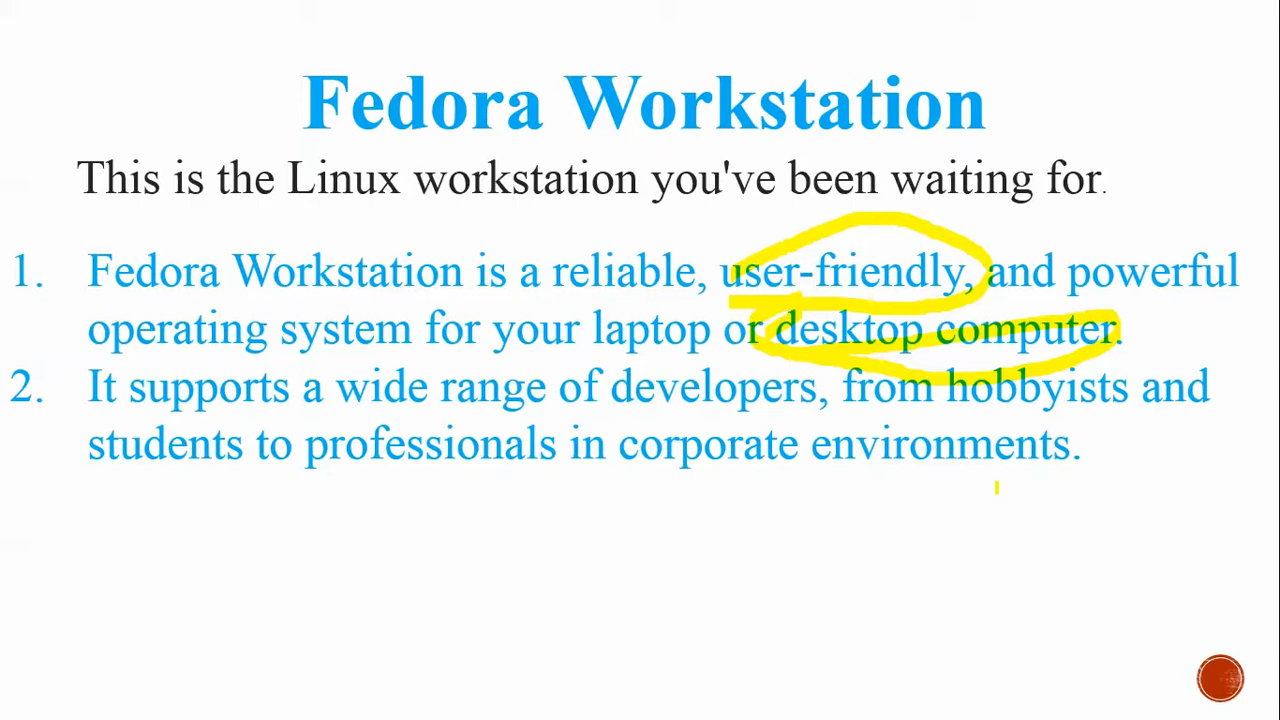 Fedora Workstation
This is the Linux workstation you've been waiting for.
1. Fedora Workstation is a reliable, user-friendly, and powerful
operating system for your laptop or desktop computer.
2. It supports a wide range of developers, from hobbyists and
students to professionals in corporate environments.